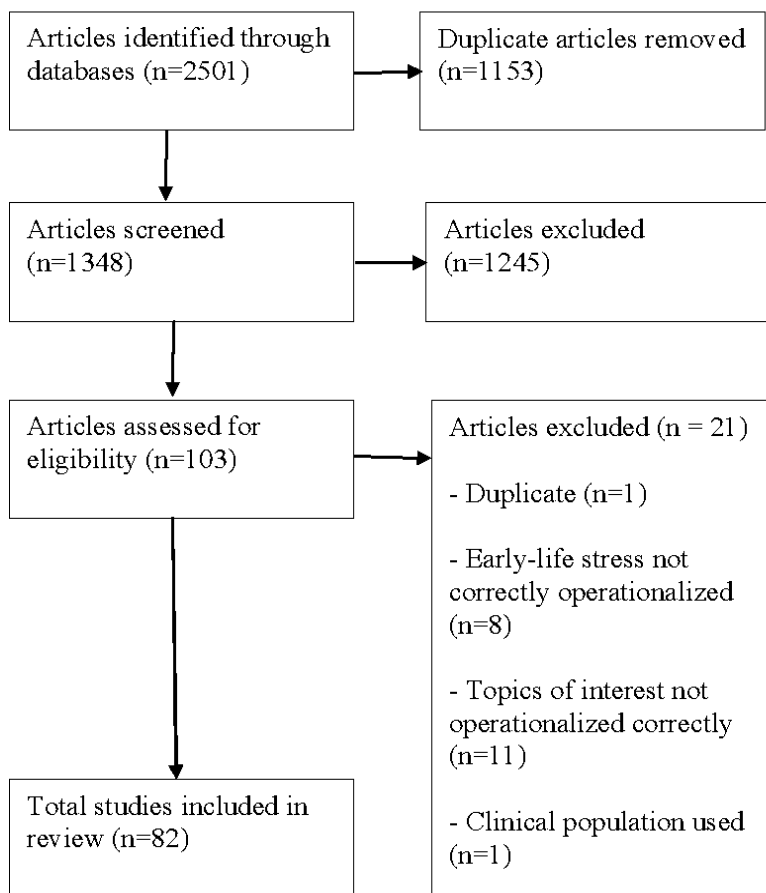 Articles identified through
databases (n=2501)
Duplicate articles removed
(n=1153)
Articles screened
(n=1348)
Articles excluded
(n=1245)
Articles assessed for
eligibility (n=103)
Articles excluded (n = 21)
- Duplicate (n=1)
- Early-life stress not
correctly operationalized
(n=8)
- Topics of interest not
operationalized correctly
(n=11)
- Clinical population used
(n=1)
Total studies included in
review (n=82)